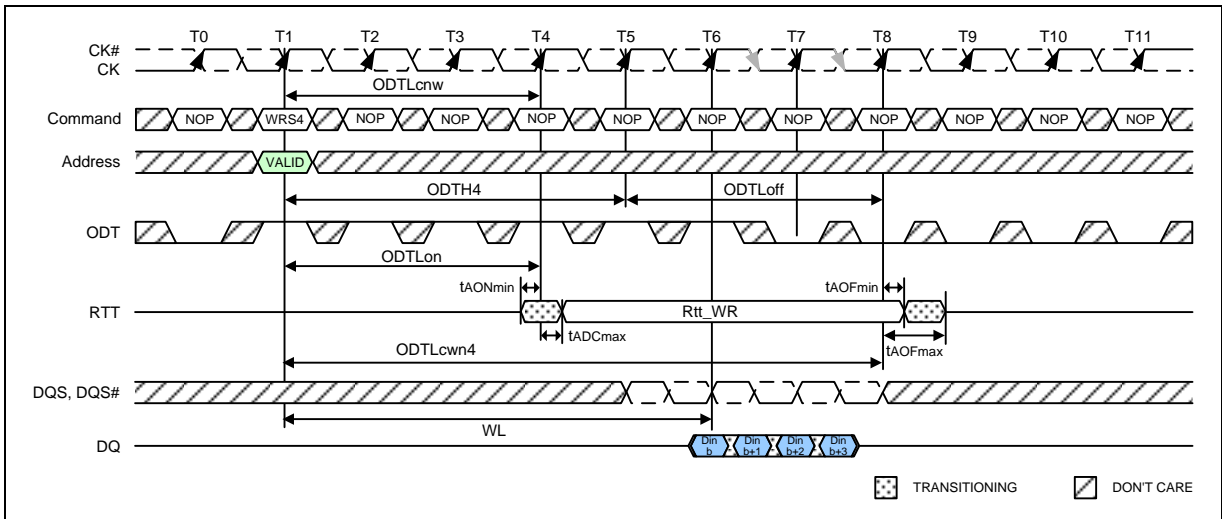 T0 T1 T2 T3 T4 T5 T6 T7 T8 T9 T10 T11
CK#
CK
ODTLcnw
Command NOP WRS4 NOP NOP NOP NOP NOP NOP NOP NOP NOP NOP
Address VALID
ODTH4 ODTLoff
ODT
ODTLon
tAONmin tAOFmin
RTT Rtt_WR
tADCmax tAOFmax
ODTLcwn4
DQS, DQS#
WL
DQ Din b Din b+1 Din b+2 Din b+3
TRANSITIONING DON'T CARE